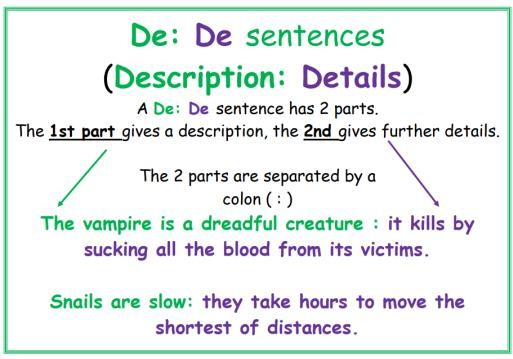 De: De sentences
(Description: Details)
A De: De sentence has 2 parts.
The 1st part gives a description, the 2nd gives further details.
The 2 parts are separated by a
colon ( : )
The vampire is a dreadful creature : it kills by
sucking all the blood from its victims.
Snails are slow: they take hours to move the
shortest of distances.